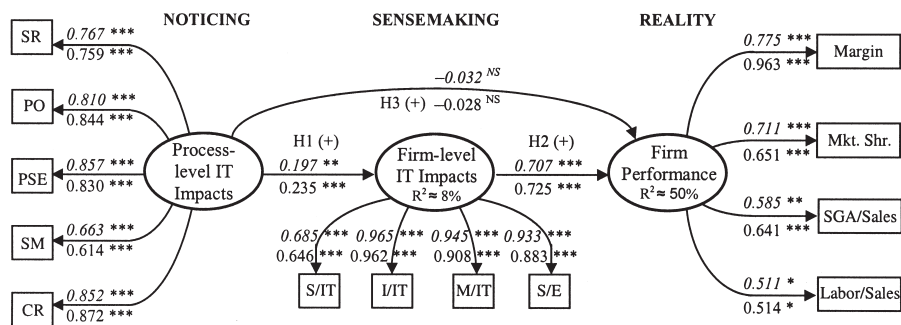 NOTICING
SENSEMAKING
REALITY
SR
0.767 ***
0.759 ***
PO
0.810 ***
0.844 ***
PSE
0.857 ***
0.830 ***
SM
0.663 ***
0.614 ***
CR
0.852 ***
0.872 ***
Process-
level IT
Impacts
H1 (+)
0.197 **
0.235 ***
−0.032 NS
H3 (+) −0.028 NS
Firm-level
IT Impacts
R²≈ 8%
0.685 ***
0.646 ***
0.965 ***
0.962 ***
0.945 ***
0.908 ***
0.933 ***
0.883 ***
S/IT
I/IT
M/IT
S/E
H2 (+)
0.707 ***
0.725 ***
Firm
Performance
R²≈ 50%
0.775 ***
0.963 ***
Margin
0.711 ***
0.651 ***
Mkt. Shr.
0.585 **
0.641 ***
SGA/Sales
0.511 *
0.514 *
Labor/Sales